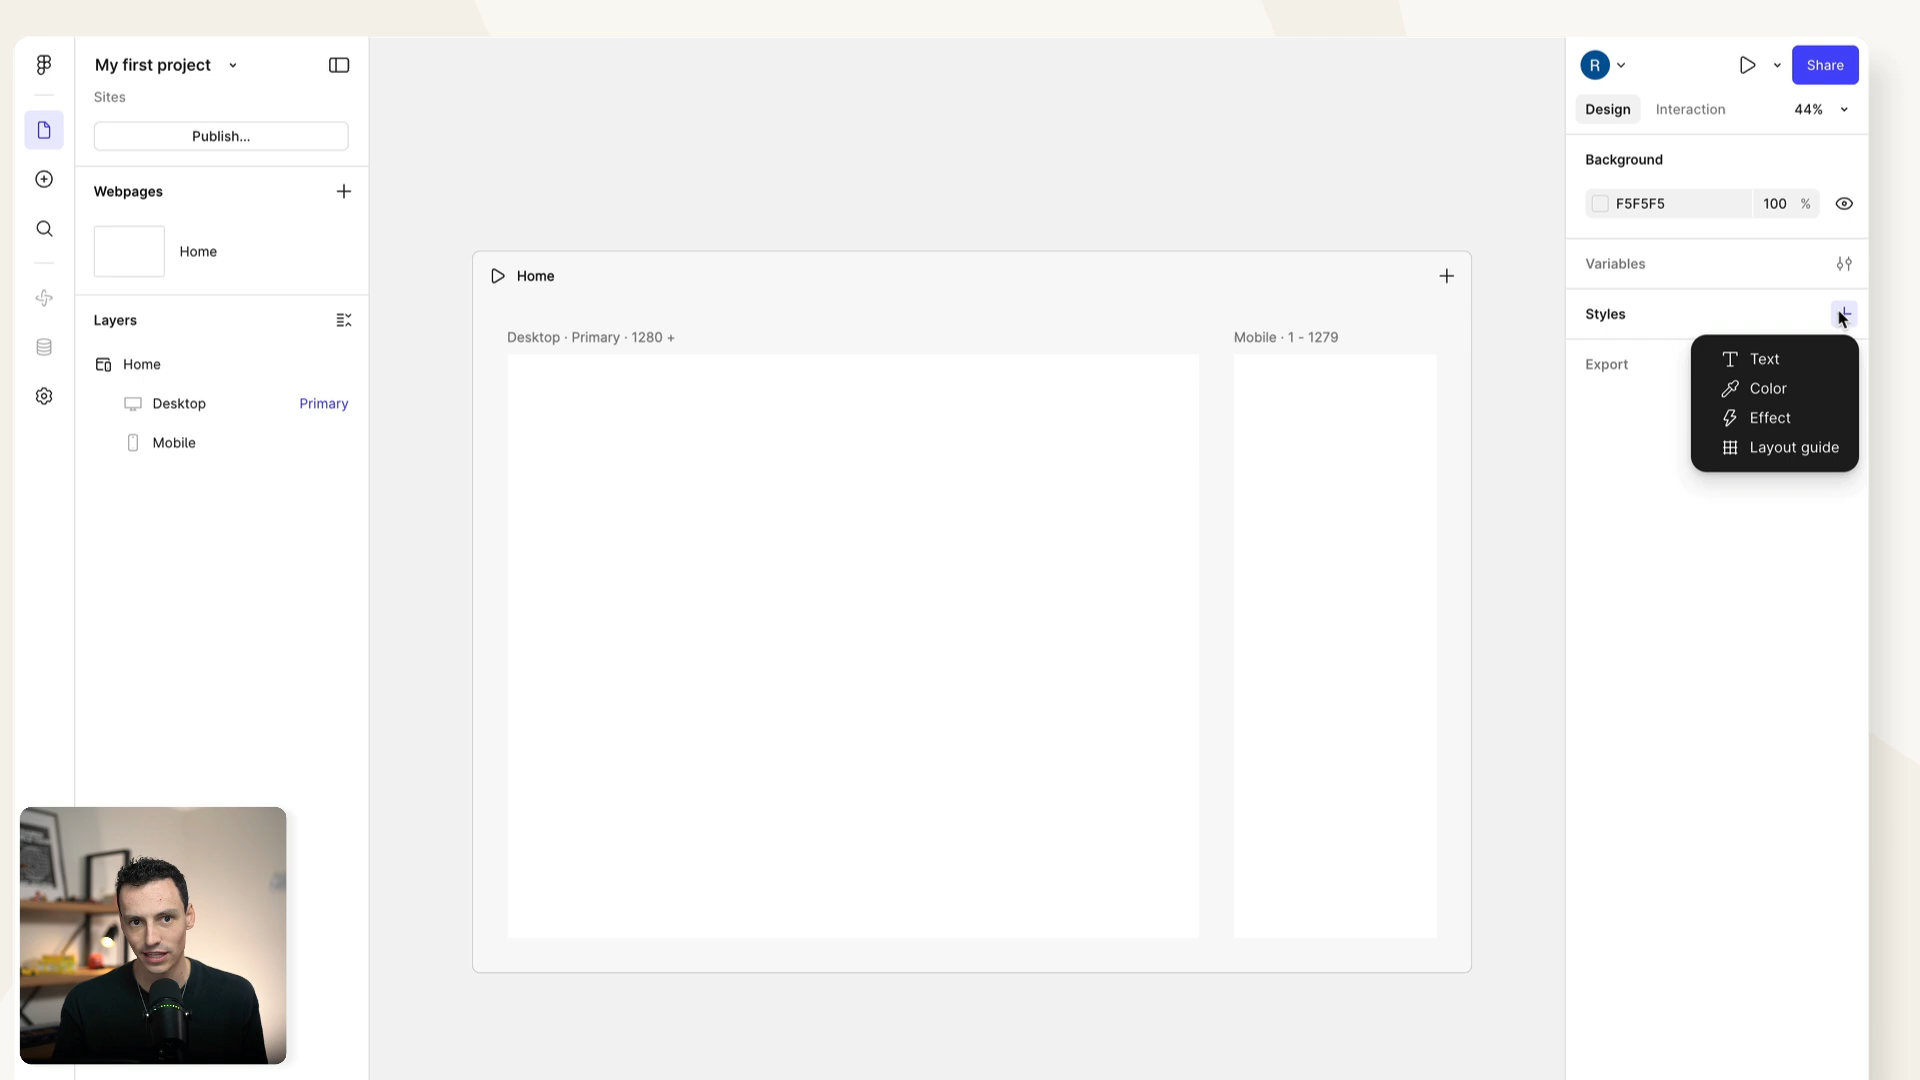 My first project
Sites
Publish...
Webpages
Home
Layers
Home
Desktop
Primary
Mobile
Home
Desktop · Primary · 1280 +
Mobile · 1 - 1279
R
Share
Design
Interaction
44%
Background
F5F5F5
100
%
Variables
Styles
Text
Color
Effect
Layout guide
Export